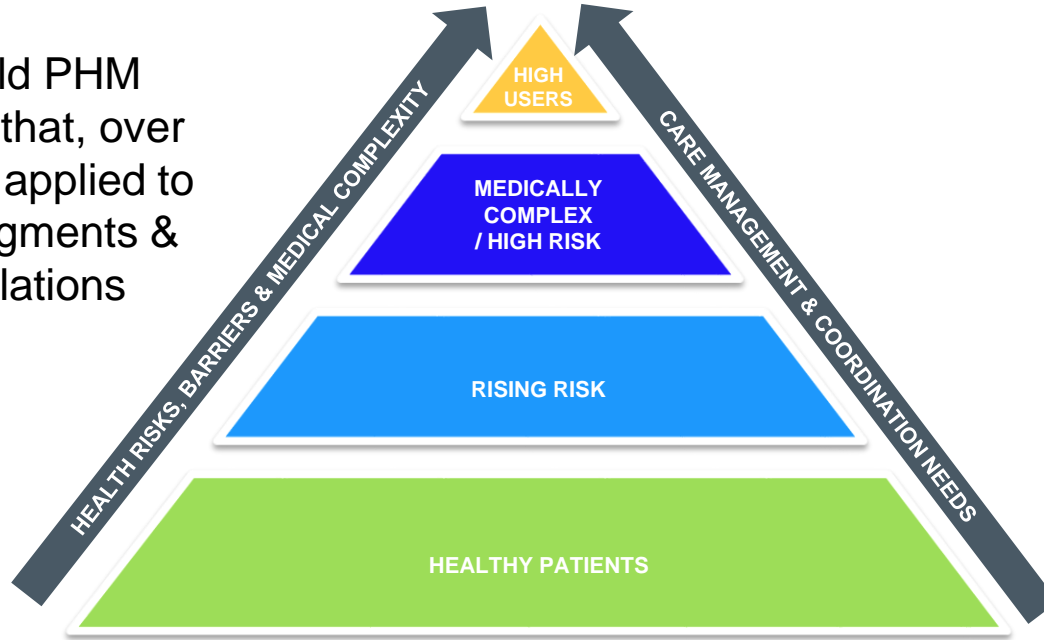 ld PHM
that, over
applied to
gments &
lations
HEALTH RISKS, BARRIERS & MEDICAL COMPLEXITY
CARE MANAGEMENT & COORDINATION NEEDS
HIGH
USERS
MEDICALLY
COMPLEX
/ HIGH RISK
RISING RISK
HEALTHY PATIENTS